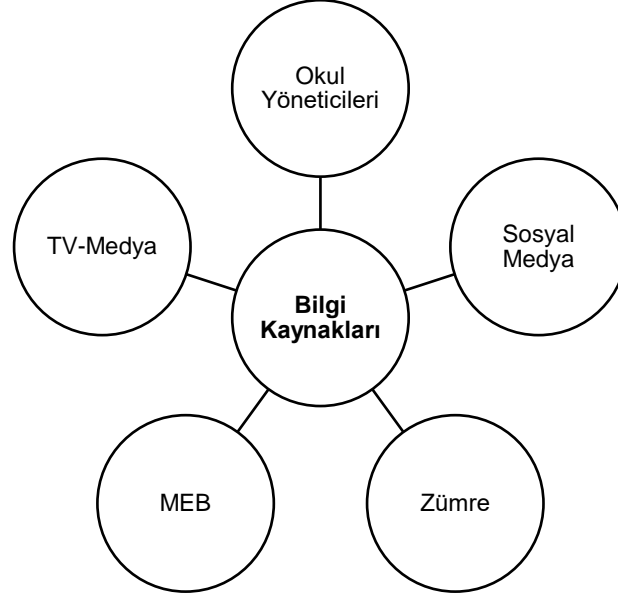 Okul
Yöneticileri
TV-Medya
Sosyal
Medya
Bilgi
Kaynakları
MEB
Zümre